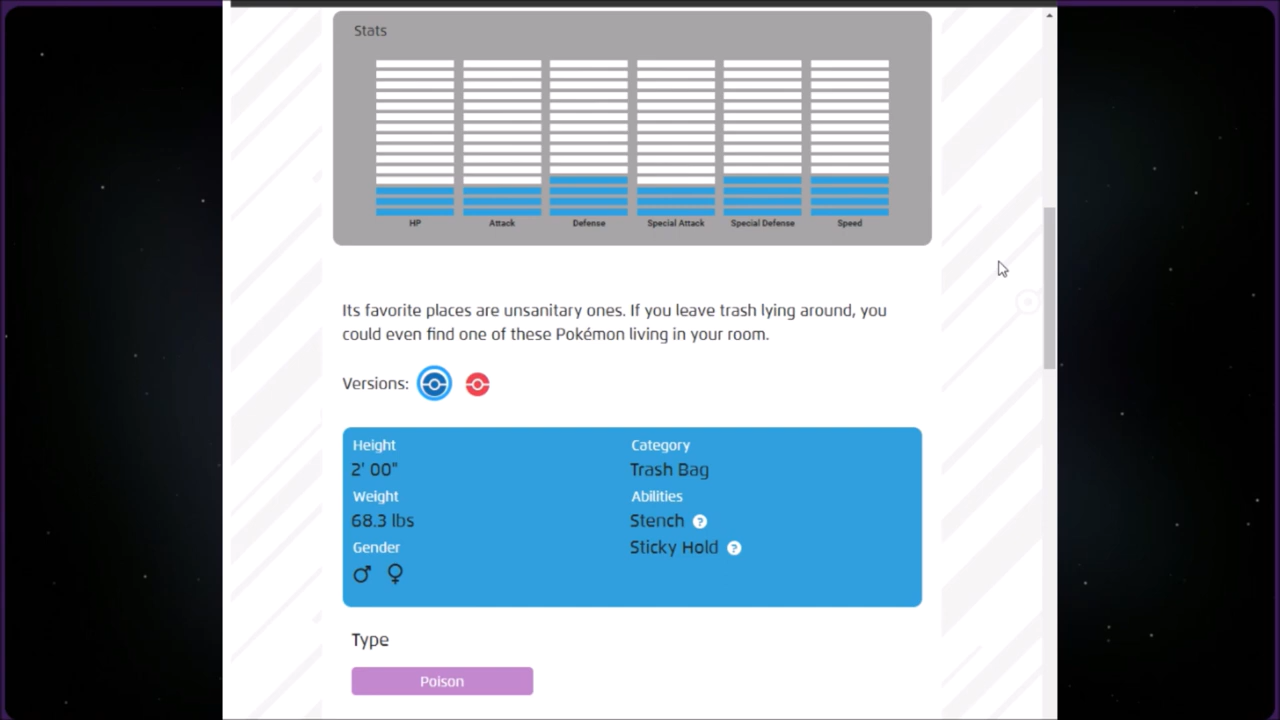 Stats
HP Attack Defense Special Attack Special Defense Speed
Its favorite places are unsanitary ones. If you leave trash lying around, you
could even find one of these Pokémon living in your room.
Versions:
Height
2' 00"
Weight
68.3 lbs
Gender
♂ ♀
Category
Trash Bag
Abilities
Stench ?
Sticky Hold ?
Type
Poison